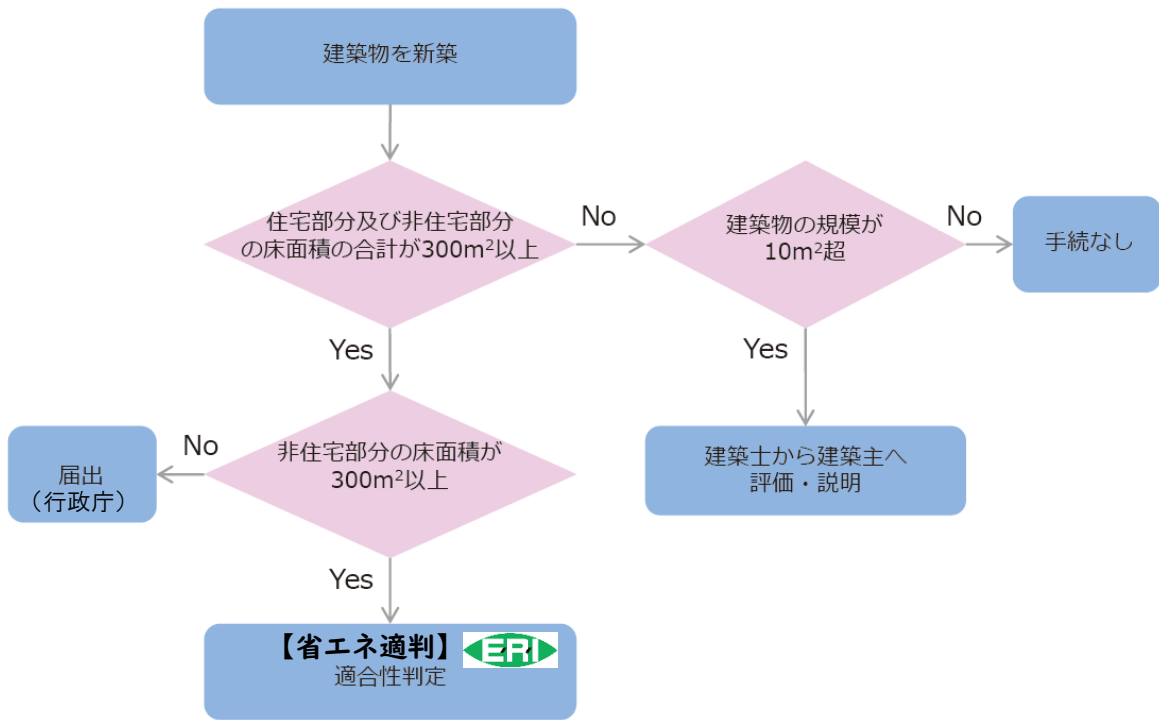 建築物を新築
住宅部分及び非住宅部分
の床面積の合計が300m²以上
No
建築物の規模が
10m²超
No
手続なし
Yes
Yes
非住宅部分の床面積が
300m²以上
No
届出
（行政庁）
建築士から建築主へ
評価・説明
Yes
【省エネ適判】 ERI
適合性判定